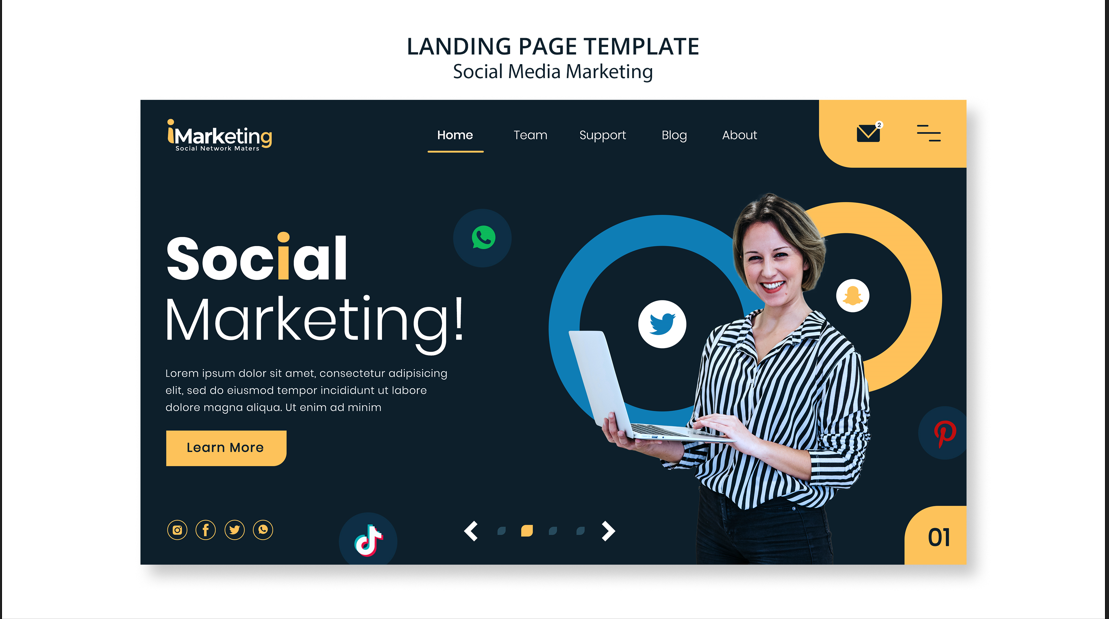 LANDING PAGE TEMPLATE
Social Media Marketing
iMarketing
Social Network Maters
Home
Team
Support
Blog
About
2
Social
Marketing!
Lorem ipsum dolor sit amet, consectetur adipisicing
elit, sed do eiusmod tempor incididunt ut labore
dolore magna aliqua. Ut enim ad minim
Learn More
01